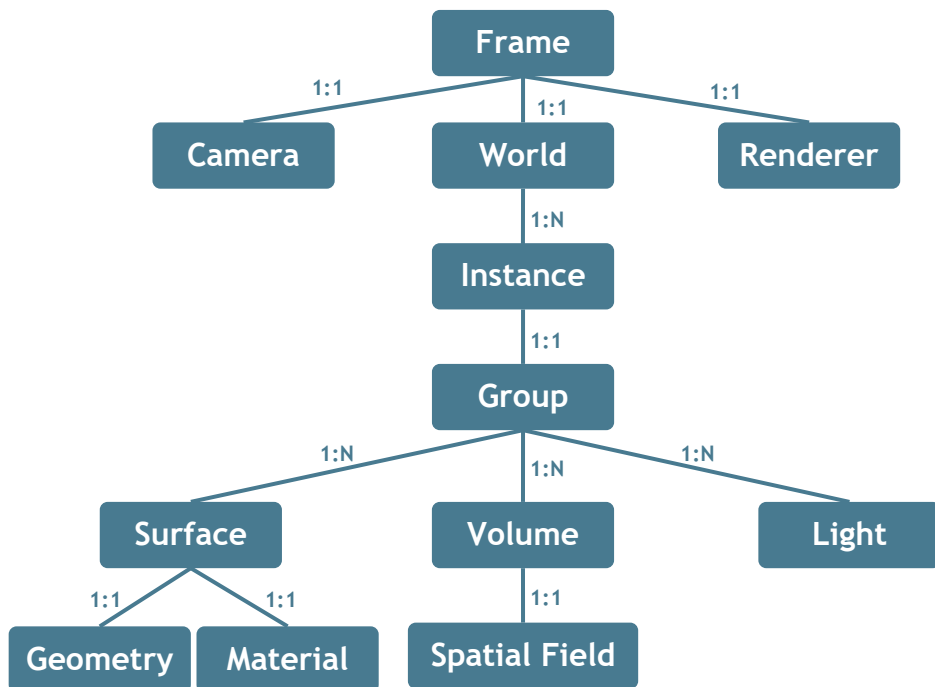 Frame
1:1
1:1
1:1
Camera
World
Renderer
1:N
Instance
1:1
Group
1:N
1:N
1:N
Surface
Volume
Light
1:1
1:1
1:1
Geometry
Material
Spatial Field